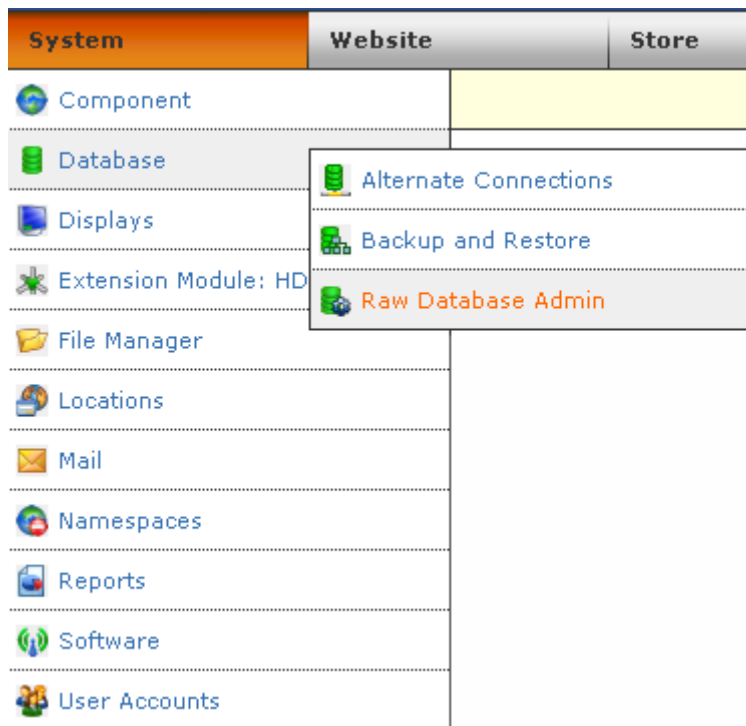 System
Website
Store
Component
Database
Alternate Connections
Displays
Backup and Restore
Extension Module: HD
Raw Database Admin
File Manager
Locations
Mail
Namespaces
Reports
Software
User Accounts